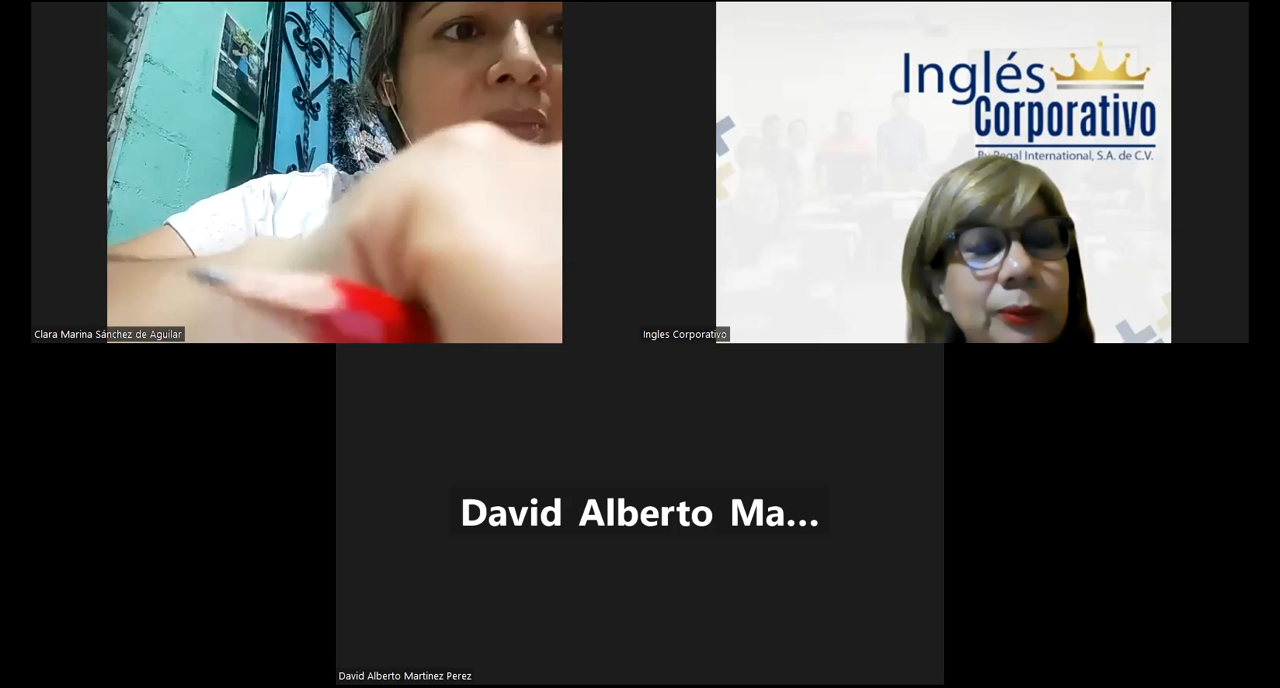 Inglés
Corporativo
By Regal International, S.A. de C.V.
Clara Marina Sánchez de Aguilar
Ingles Corporativo
David Alberto Ma...
David Alberto Martinez Perez